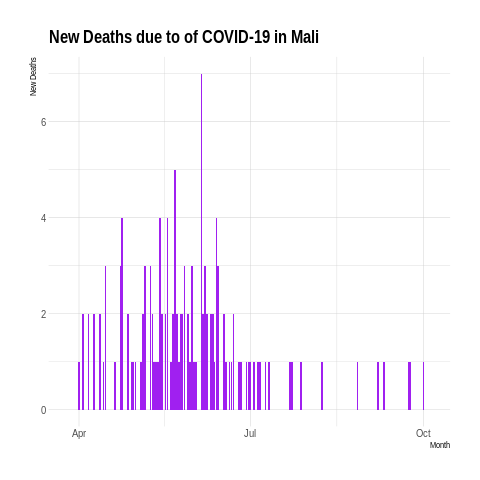 New Deaths due to of COVID-19 in Mali
New Deaths
6
4
2
0
Apr
Jul
Oct
Month